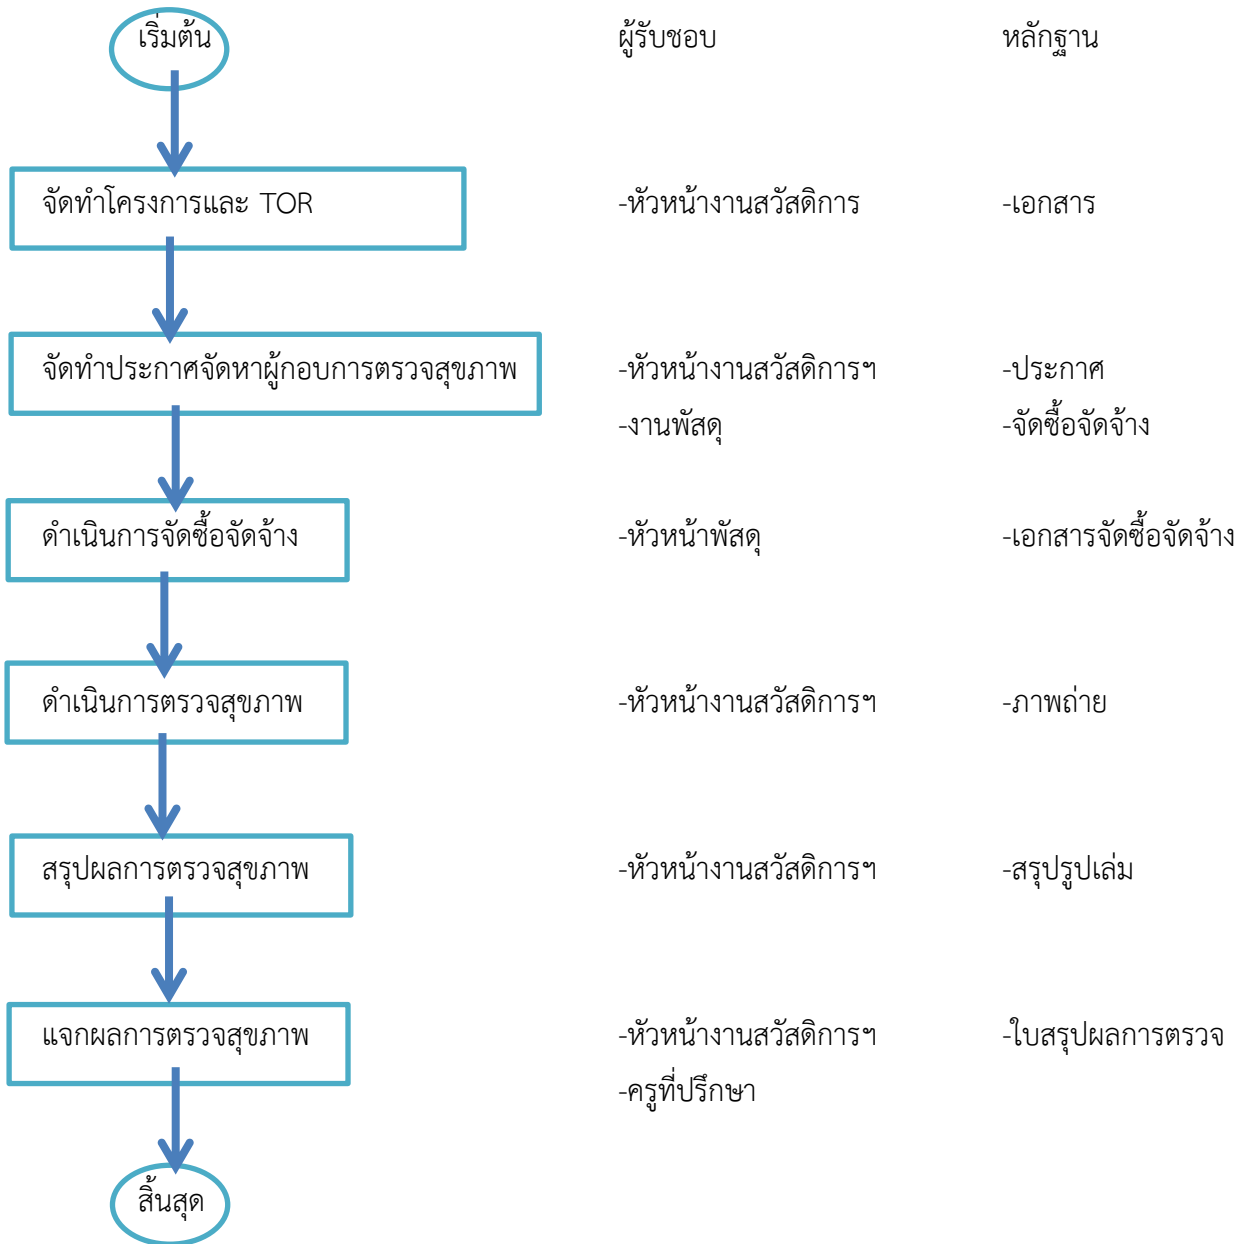 เริ่มต้น ผู้รับชอบ หลักฐาน
จัดทำโครงการและ TOR -หัวหน้างานสวัสดิการ -เอกสาร
จัดทำประกาศจัดหาผู้กอบการตรวจสุขภาพ -หัวหน้างานสวัสดิการฯ -ประกาศ
-งานพัสดุ -จัดซื้อจัดจ้าง
ดำเนินการจัดซื้อจัดจ้าง -หัวหน้าพัสดุ -เอกสารจัดซื้อจัดจ้าง
ดำเนินการตรวจสุขภาพ -หัวหน้างานสวัสดิการฯ -ภาพถ่าย
สรุปผลการตรวจสุขภาพ -หัวหน้างานสวัสดิการฯ -สรุปรูปเล่ม
แจกผลการตรวจสุขภาพ -หัวหน้างานสวัสดิการฯ -ใบสรุปผลการตรวจ
-ครูที่ปรึกษา
สิ้นสุด